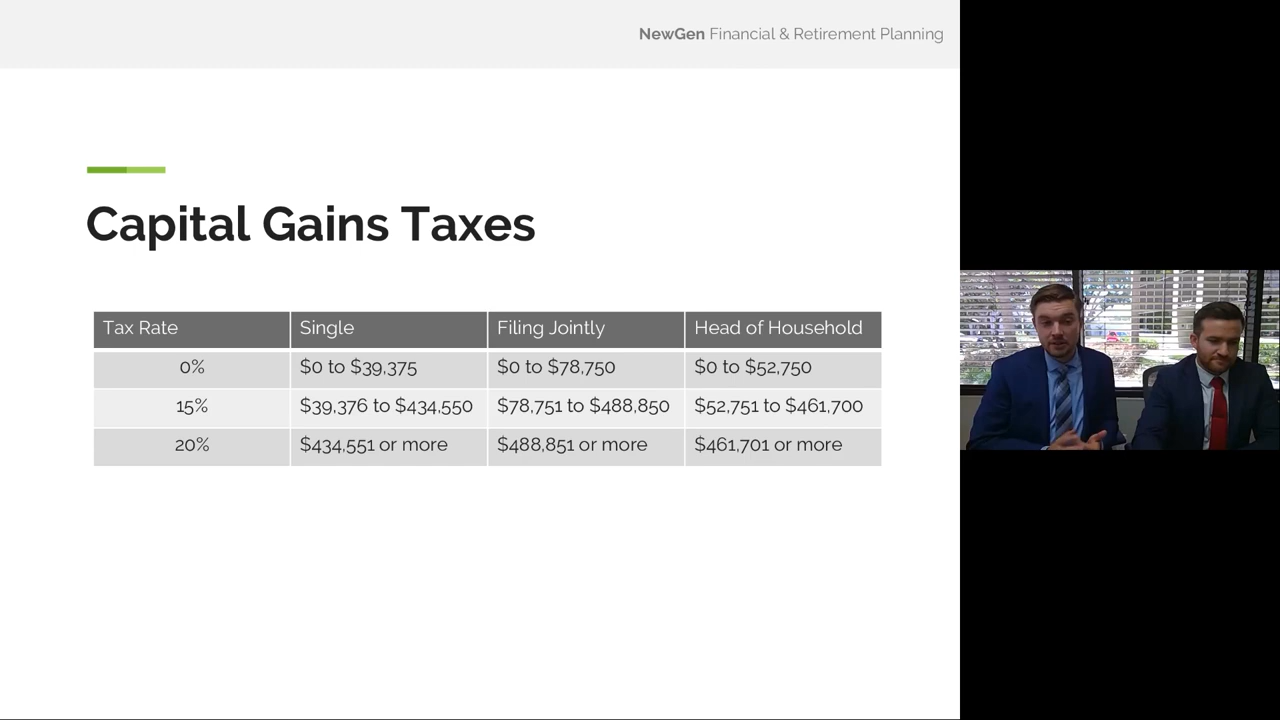 NewGen Financial & Retirement Planning
Capital Gains Taxes
Tax Rate Single Filing Jointly Head of Household
0% $0 to $39,375 $0 to $78,750 $0 to $52,750
15% $39,376 to $434,550 $78,751 to $488,850 $52,751 to $461,700
20% $434,551 or more $488,851 or more $461,701 or more